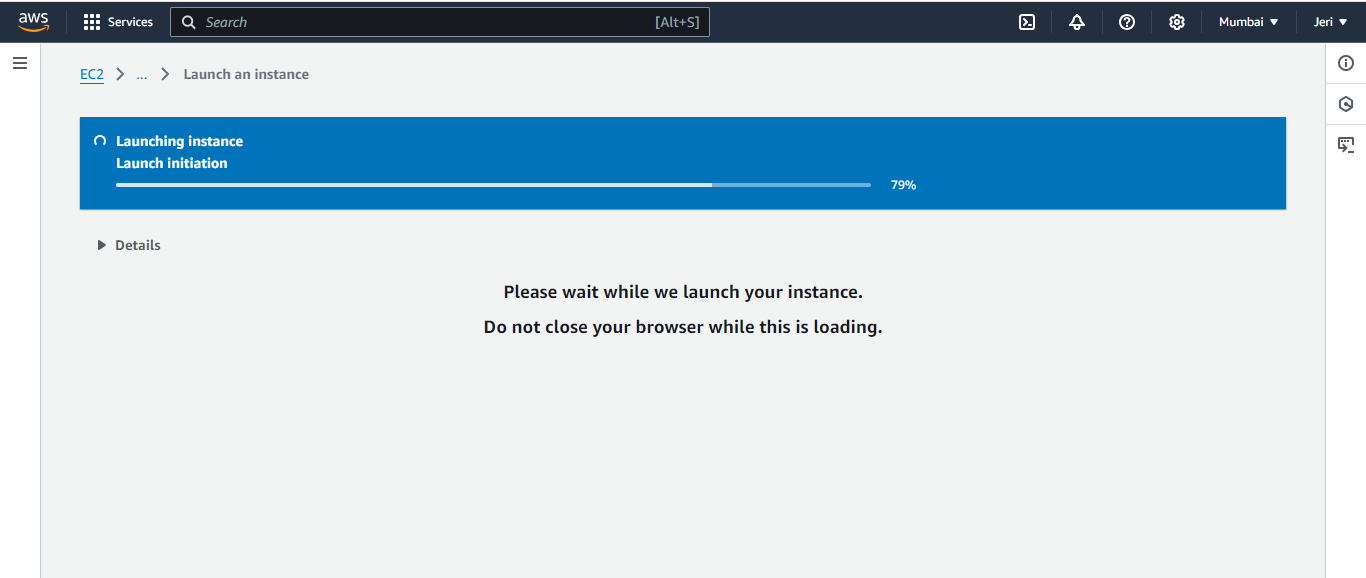 aws Services Search [Alt+S] Mumbai Jeri
EC2 ... Launch an instance
Launching instance
Launch initiation
79%
Details
Please wait while we launch your instance.
Do not close your browser while this is loading.